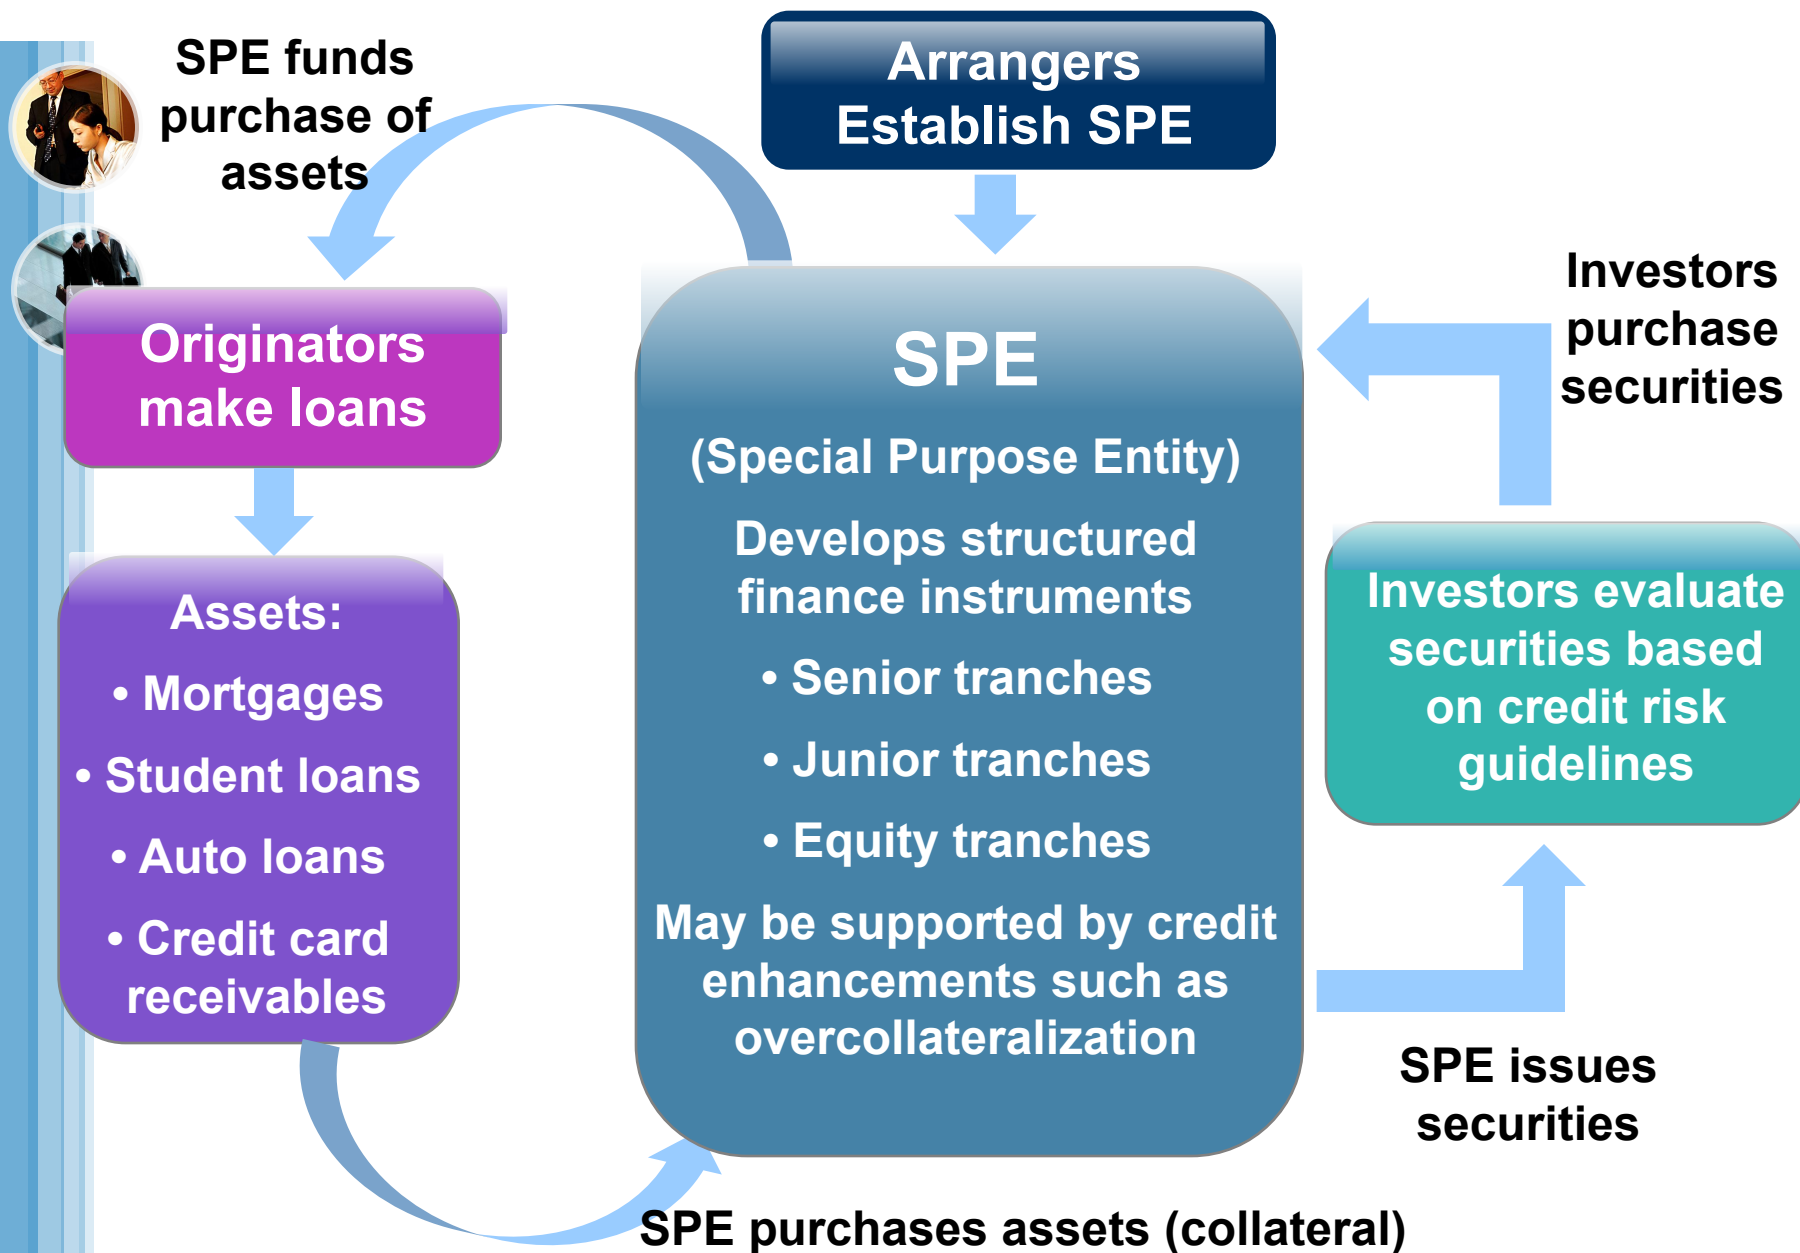 SPE funds
purchase of
assets
Arrangers
Establish SPE
Originators
make loans
Assets:
• Mortgages
• Student loans
• Auto loans
• Credit card
receivables
SPE
(Special Purpose Entity)
Develops structured
finance instruments
• Senior tranches
• Junior tranches
• Equity tranches
May be supported by credit
enhancements such as
overcollateralization
Investors
purchase
securities
Investors evaluate
securities based
on credit risk
guidelines
SPE issues
securities
SPE purchases assets (collateral)